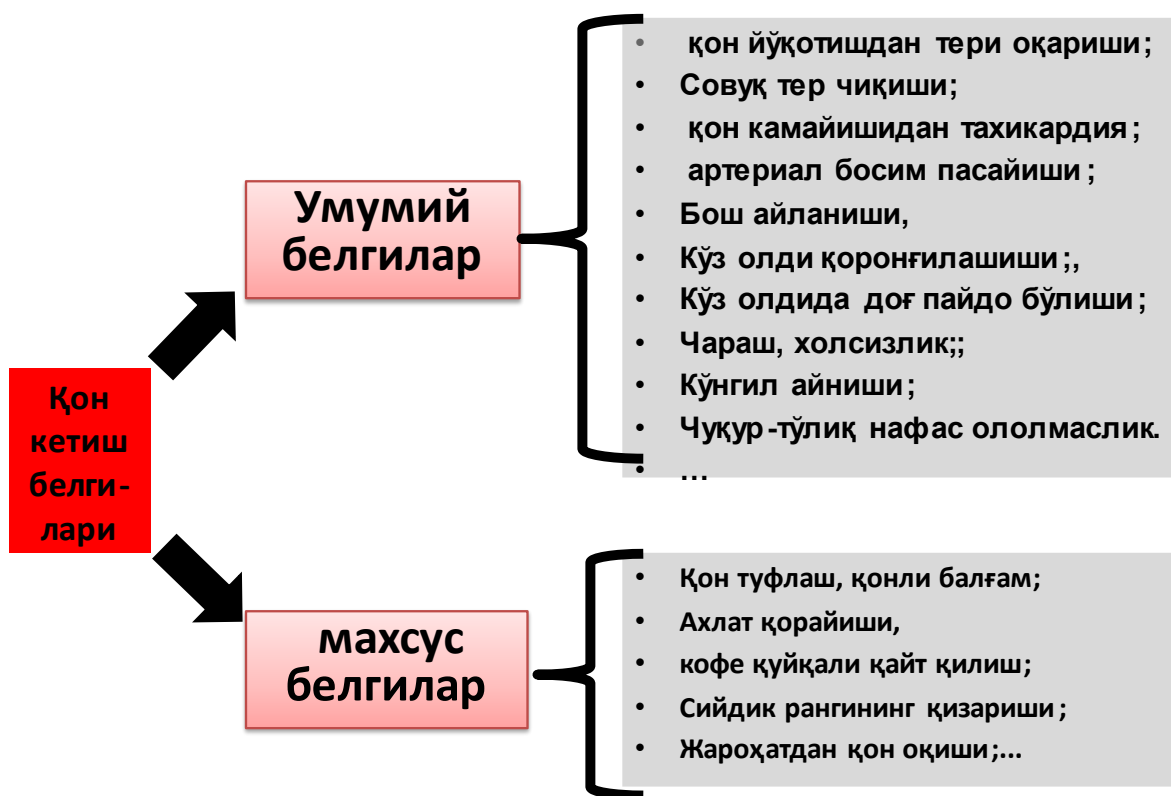 Қон
кетиш
белги-
лари
Умумий
белгилар
• қон йўқотишдан тери оқариши;
• Совуқ тер чиқиши;
• қон камайишидан тахикардия;
• артериал босим пасайиши;
• Бош айланиши,
• Кўз олди қоронғилашиши;,
• Кўз олдида доғ пайдо бўлиши;
• Чараш, холсизлик;;
• Кўнгил айниши;
• Чуқур-тўлиқ нафас ололмаслик.
• ...
махсус
белгилар
• Қон туфлаш, қонли балғам;
• Ахлат қорайиши,
• кофе қуйқали қайт қилиш;
• Сийдик рангининг қизариши;
• Жароҳатдан қон оқиши;...